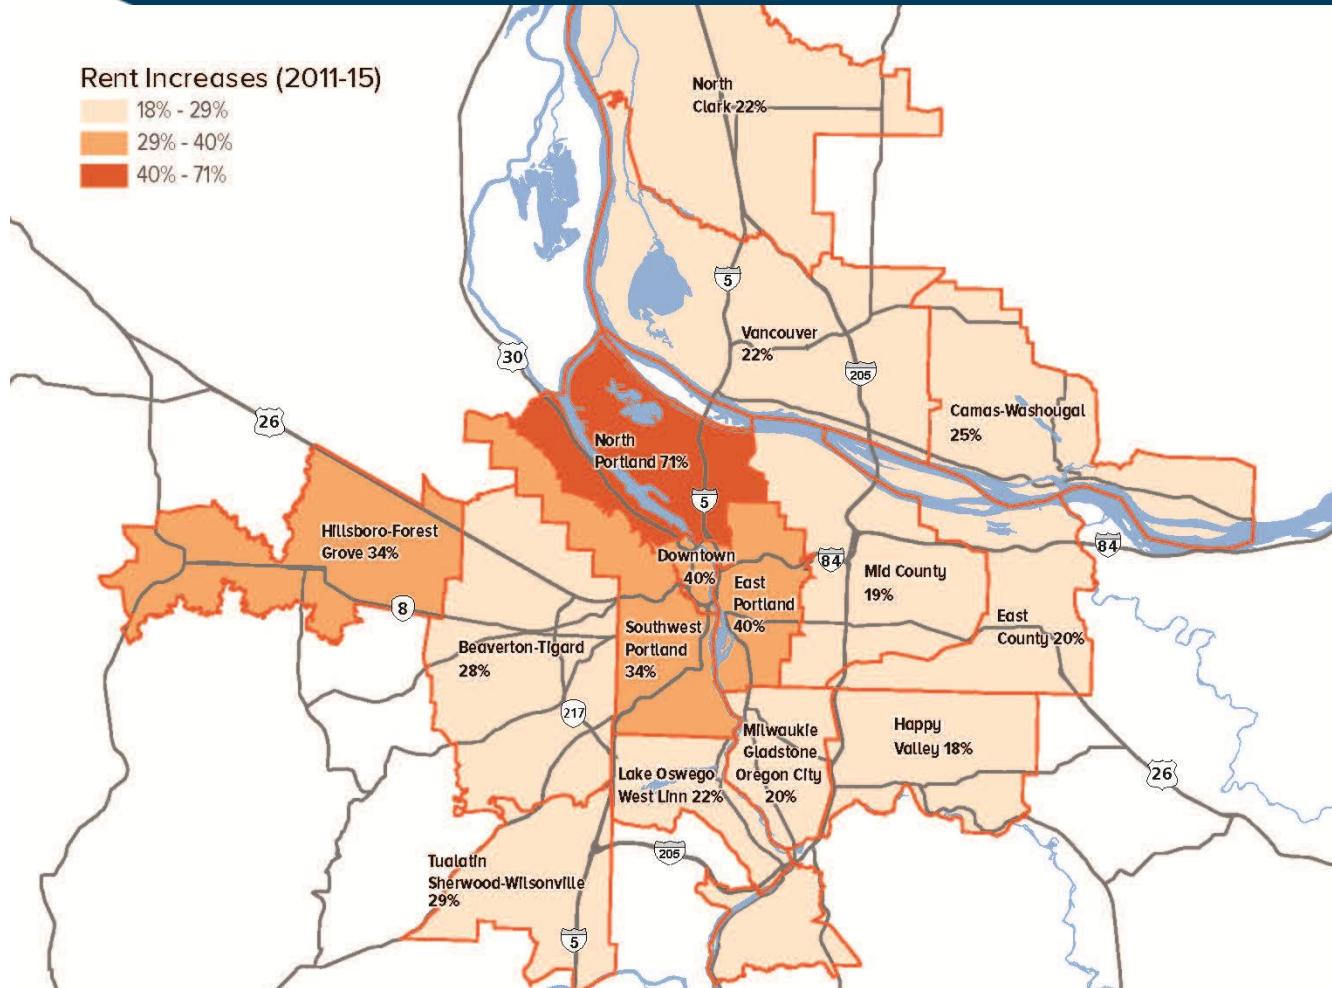 Rent Increases (2011-15)
18% - 29%
29% - 40%
40% - 71%
North
Clark 22%
5
Vancouver
22%
30
205
26
Camas-Washougal
25%
North
Portland 71%
5
Hillsboro-Forest
Grove 34%
Downtown
40%
84
84
Mid County
19%
East
Portland
40%
8
Southwest
Portland
34%
East
County 20%
Beaverton-Tigard
28%
217
Milwaukie
Gladstone
Oregon City
20%
Happy
Valley 18%
Lake Oswego
West Linn 22%
26
205
Tualatin
Sherwood-Wilsonville
29%
5